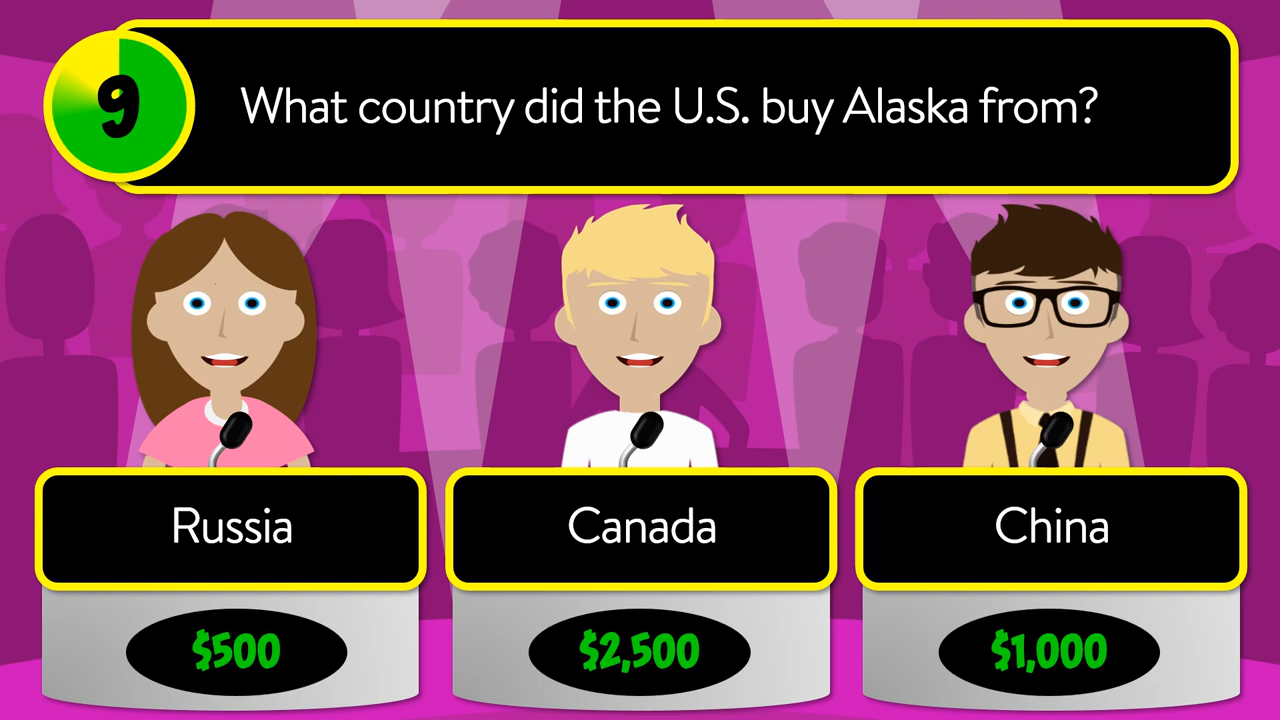 9
What country did the U.S. buy Alaska from?
Russia
Canada
China
$500
$2,500
$1,000